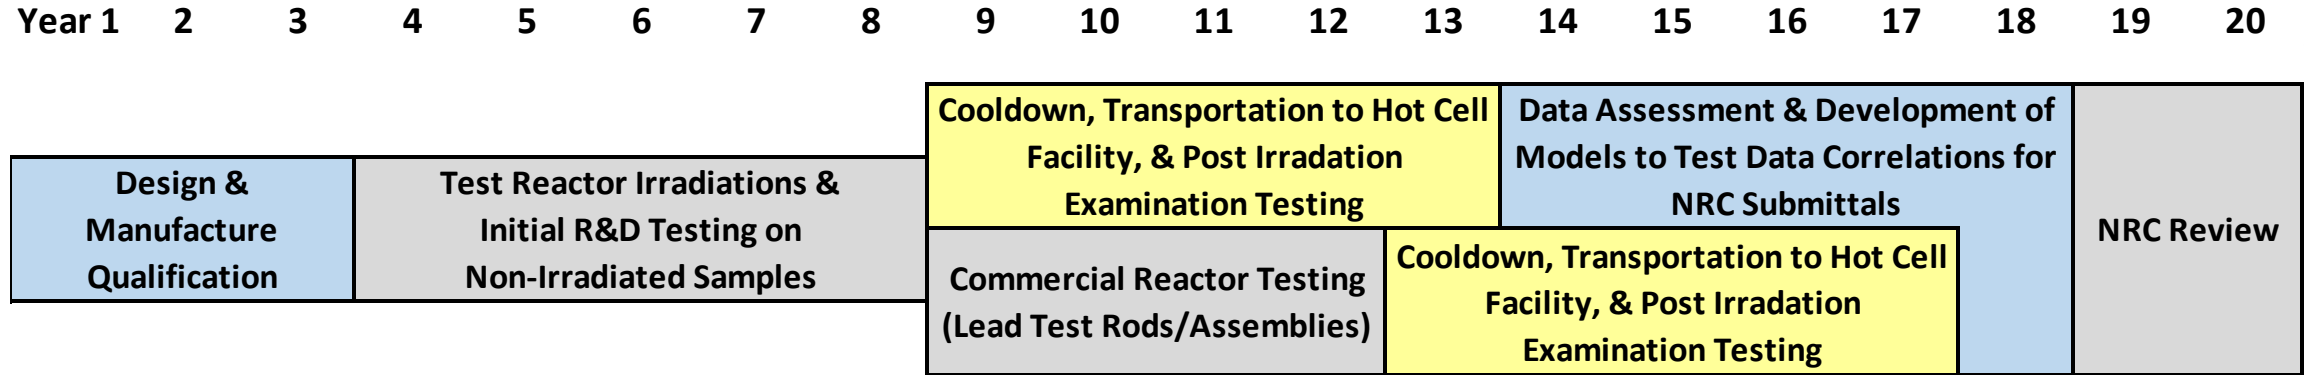 Year 1 2 3 4 5 6 7 8 9 10 11 12 13 14 15 16 17 18 19 20
Design &
Manufacture
Qualification
Test Reactor Irradiations &
Initial R&D Testing on
Non-Irradiated Samples
Cooldown, Transportation to Hot Cell
Facility, & Post Irradation
Examination Testing
Commercial Reactor Testing
(Lead Test Rods/Assemblies)
Data Assessment & Development of
Models to Test Data Correlations for
NRC Submittals
Cooldown, Transportation to Hot Cell
Facility, & Post Irradation
Examination Testing
NRC Review